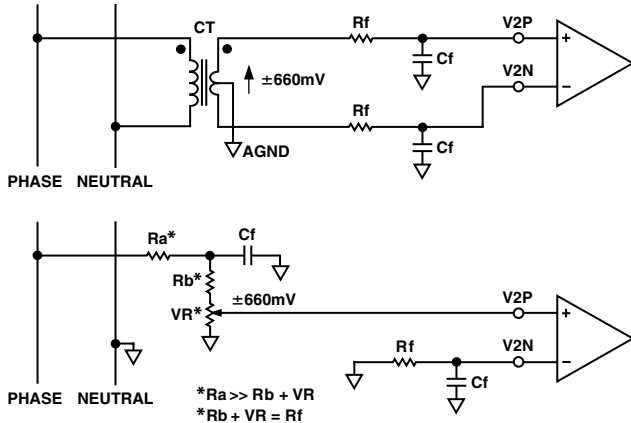 CT
Rf
Cf
V2P
+
±660mV
V2N
−
Rf
Cf
AGND
PHASE NEUTRAL
Ra*
Cf
Rb*
±660mV
VR*
V2P
+
Rf
V2N
−
Cf
PHASE NEUTRAL
*Ra >> Rb + VR
*Rb + VR = Rf